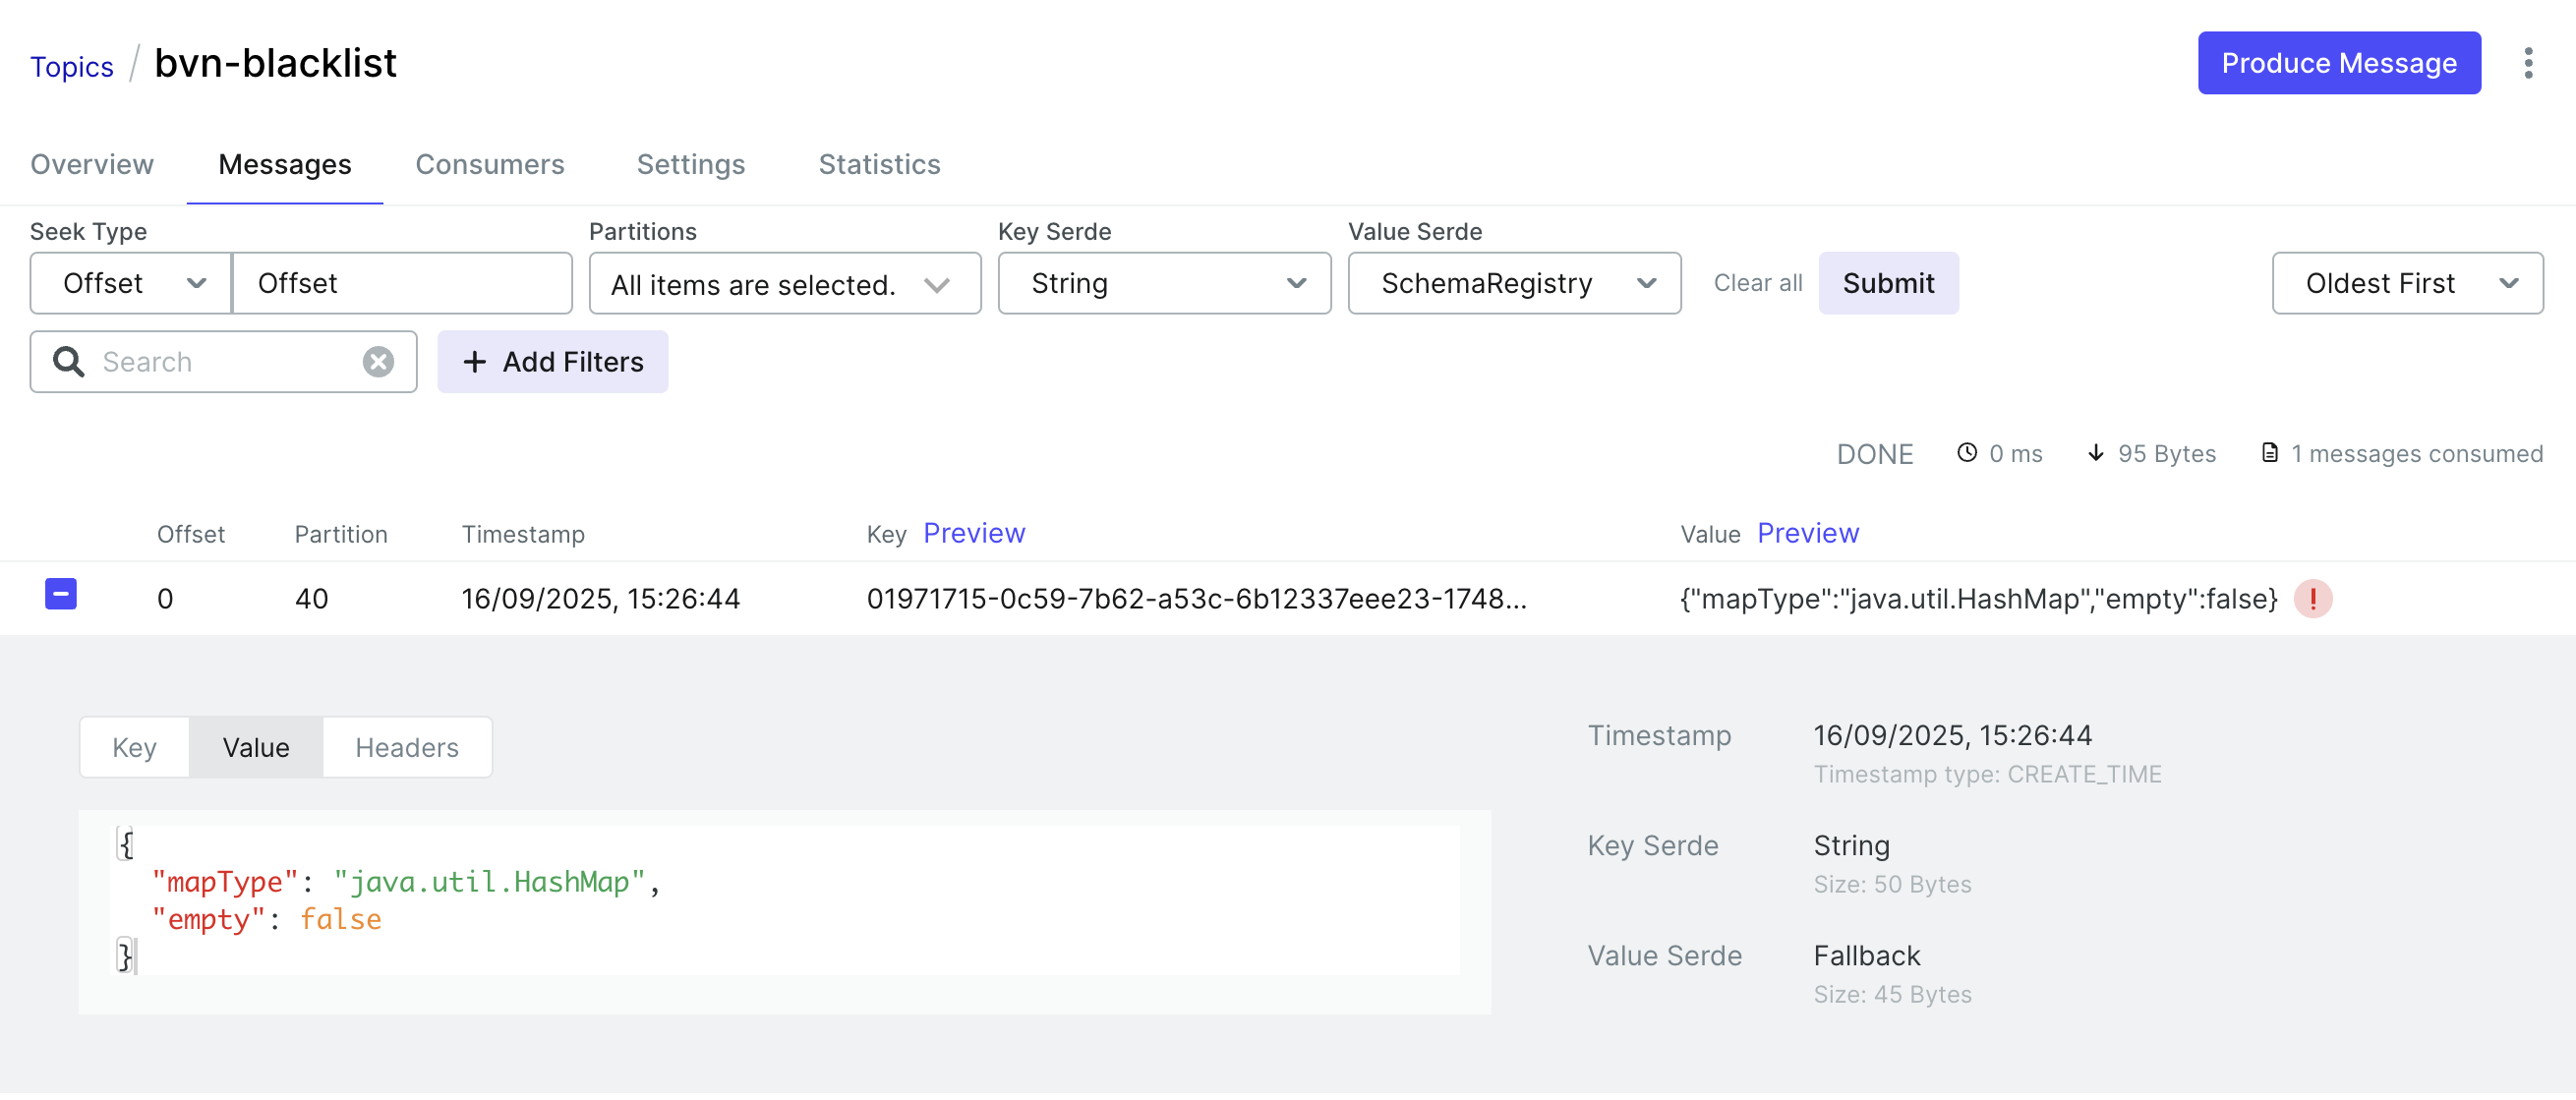 Topics / bvn-blacklist
Produce Message
Overview Messages Consumers Settings Statistics
Seek Type Partitions Key Serde Value Serde
Offset Offset All items are selected. String SchemaRegistry Clear all Submit Oldest First
Search + Add Filters
DONE 0 ms 95 Bytes 1 messages consumed
Offset Partition Timestamp Key Preview Value Preview
0 40 16/09/2025, 15:26:44 01971715-0c59-7b62-a53c-6b12337eee23-1748... {"mapType":"java.util.HashMap","empty":false} !
Key Value Headers
{
"mapType": "java.util.HashMap",
"empty": false
}
Timestamp 16/09/2025, 15:26:44
Timestamp type: CREATE_TIME
Key Serde String
Size: 50 Bytes
Value Serde Fallback
Size: 45 Bytes